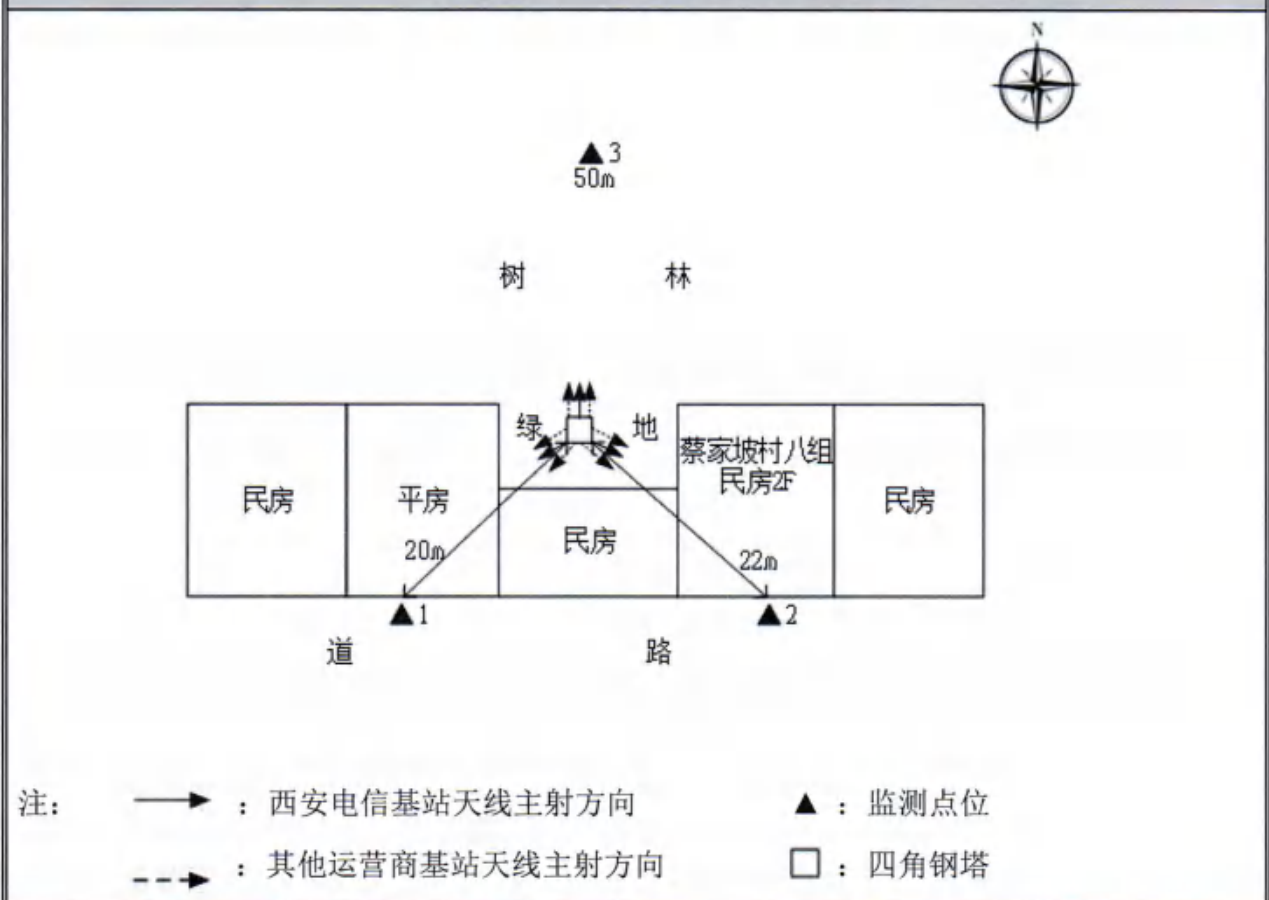 N
▲3
50m
树 林
绿 地
蔡家坡村八组
民房2F
民房
平房
民房
民房
20m
22m
▲1
▲2
道 路
注：
：西安电信基站天线主射方向
▲：监测点位
：其他运营商基站天线主射方向
□：四角钢塔